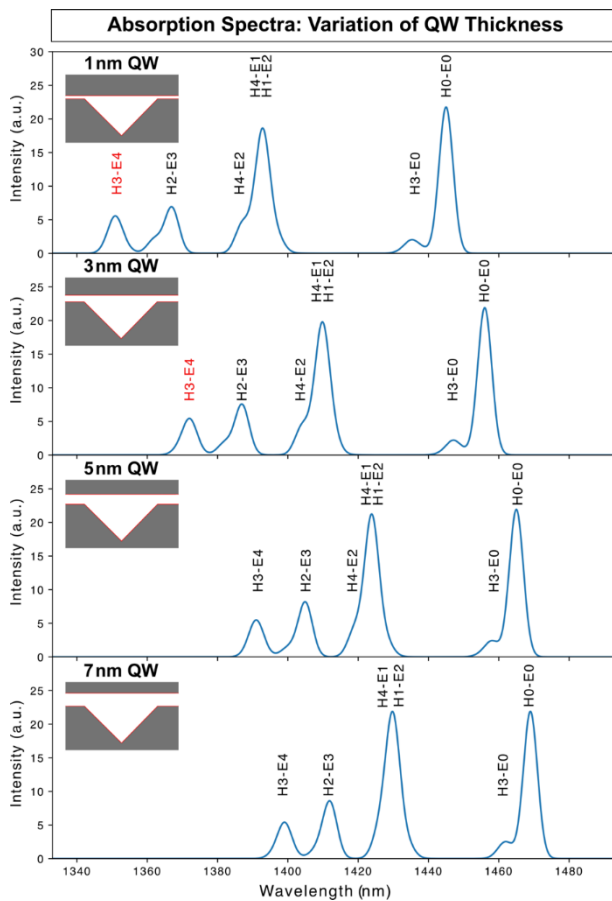 Absorption Spectra: Variation of QW Thickness
1nm QW
H3-E4
H2-E3
H4-E2
H4-E1
H1-E2
H3-E0
H0-E0
Intensity (a.u.)
30
25
20
15
10
5
0
3nm QW
H3-E4
H2-E3
H4-E2
H4-E1
H1-E2
H3-E0
H0-E0
Intensity (a.u.)
25
20
15
10
5
0
5nm QW
H3-E4
H2-E3
H4-E2
H4-E1
H1-E2
H3-E0
H0-E0
Intensity (a.u.)
25
20
15
10
5
0
7nm QW
H3-E4
H2-E3
H4-E1
H1-E2
H3-E0
H0-E0
Intensity (a.u.)
25
20
15
10
5
0
1340 1360 1380 1400 1420 1440 1460 1480
Wavelength (nm)